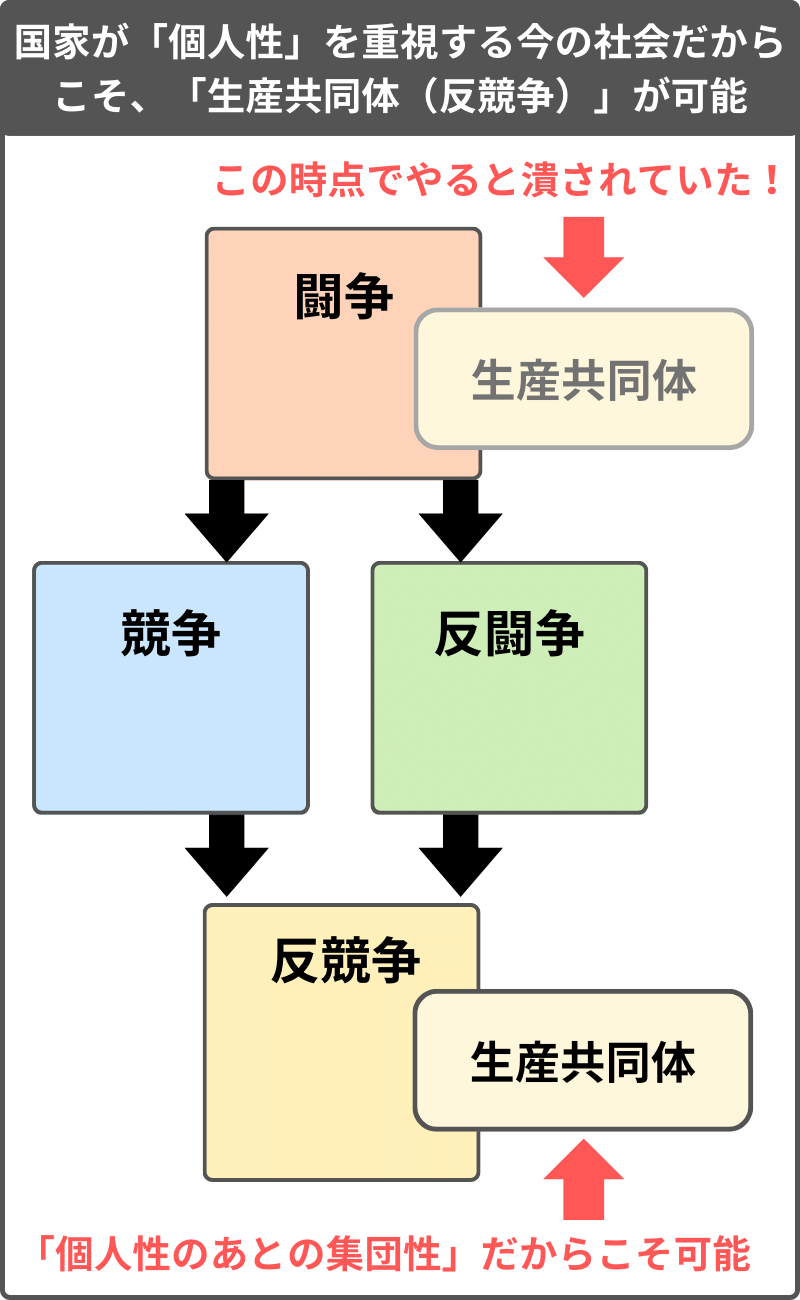 国家が「個人性」を重視する今の社会だから
こそ、「生産共同体（反競争）」が可能
この時点でやると潰されていた！
闘争
生産共同体
競争
反闘争
反競争
生産共同体
「個人性のあとの集団性」だからこそ可能